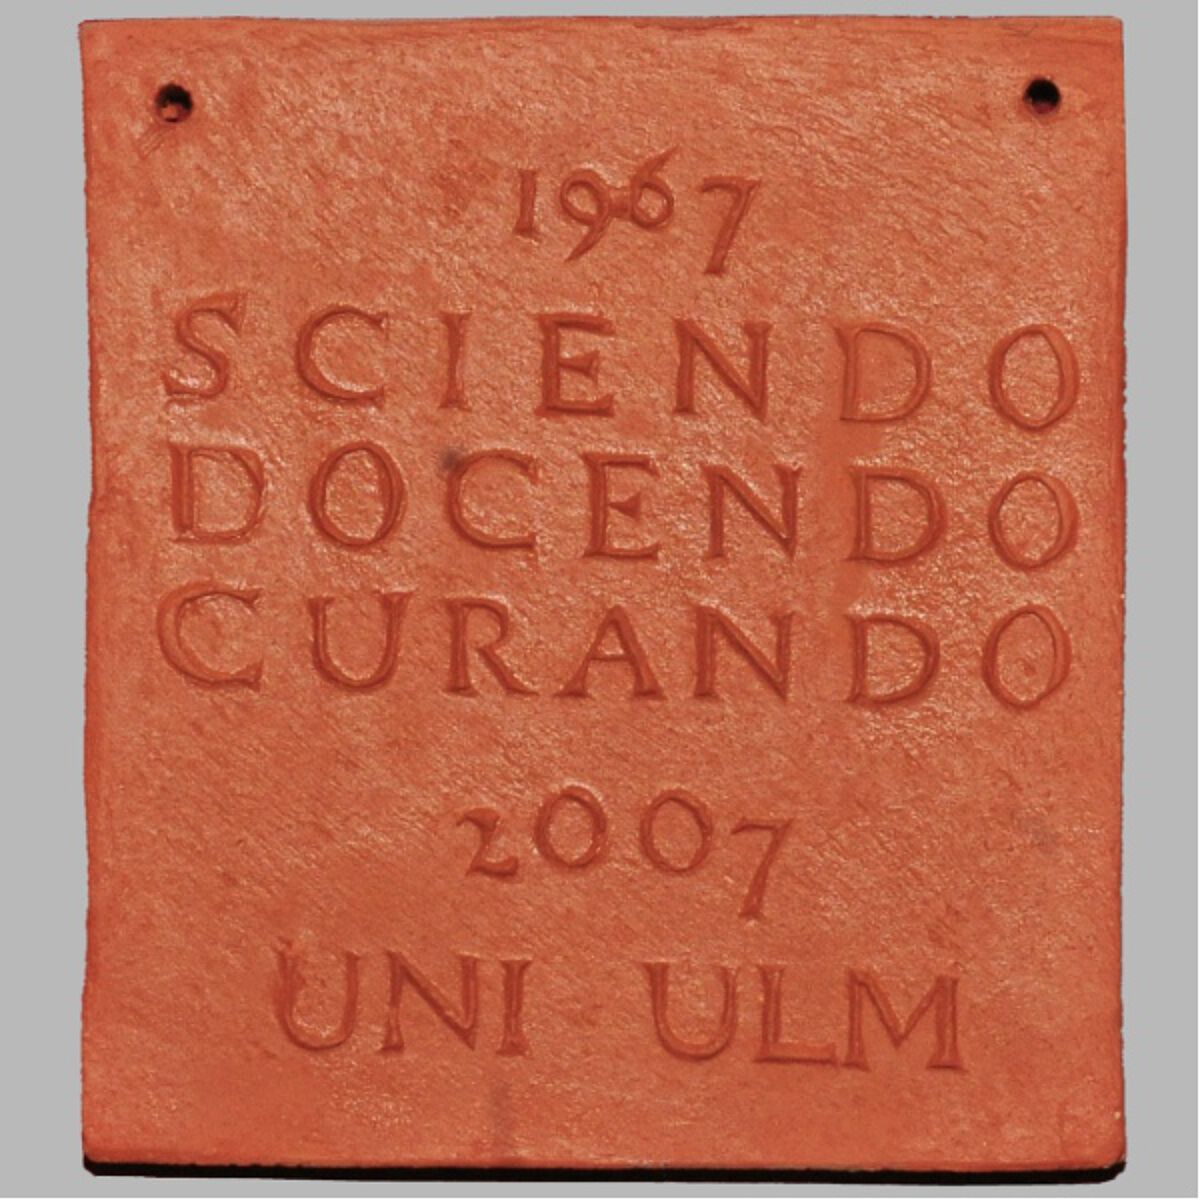 1967
SCIENDO
DOCENDO
CURANDO
2007
UNI ULM